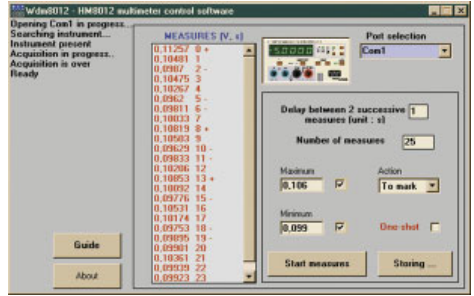 Wdm8012 - HM8012 multimeter control software
Opening Com1 in progress..
Searching instrument...
Instrument present
Acquisition in progress..
Acquisition is over
Ready
MEASURES (V, s)
0,11257 0 +
0,10481 1
0,0987 2 -
0,10475 3
0,10267 4
0,0962 5 -
0,09811 6 -
0,10033 7
0,10819 8 +
0,10503 9
0,09629 10 -
0,09833 11 -
0,10206 12
0,10853 13 +
0,10092 14
0,09776 15 -
0,10531 16
0,10174 17
0,09753 18 -
0,09895 19 -
0,09901 20
0,10361 21
0,09939 22
0,09923 23
Port selection
Com1
Delay between 2 successive measures (unit : s)
1
Number of measures
25
Maximum
0,106
Action
To mark
Minimum
0,099
One-shot
Start measures
Storing ...
Guide
About